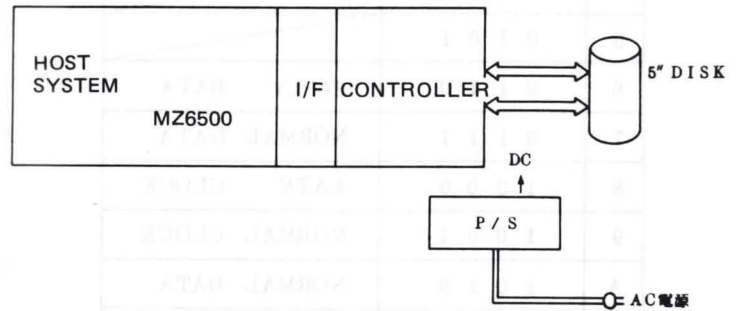 HOST
SYSTEM
MZ6500
I/F
CONTROLLER
5″ DISK
DC
P/S
AC電源